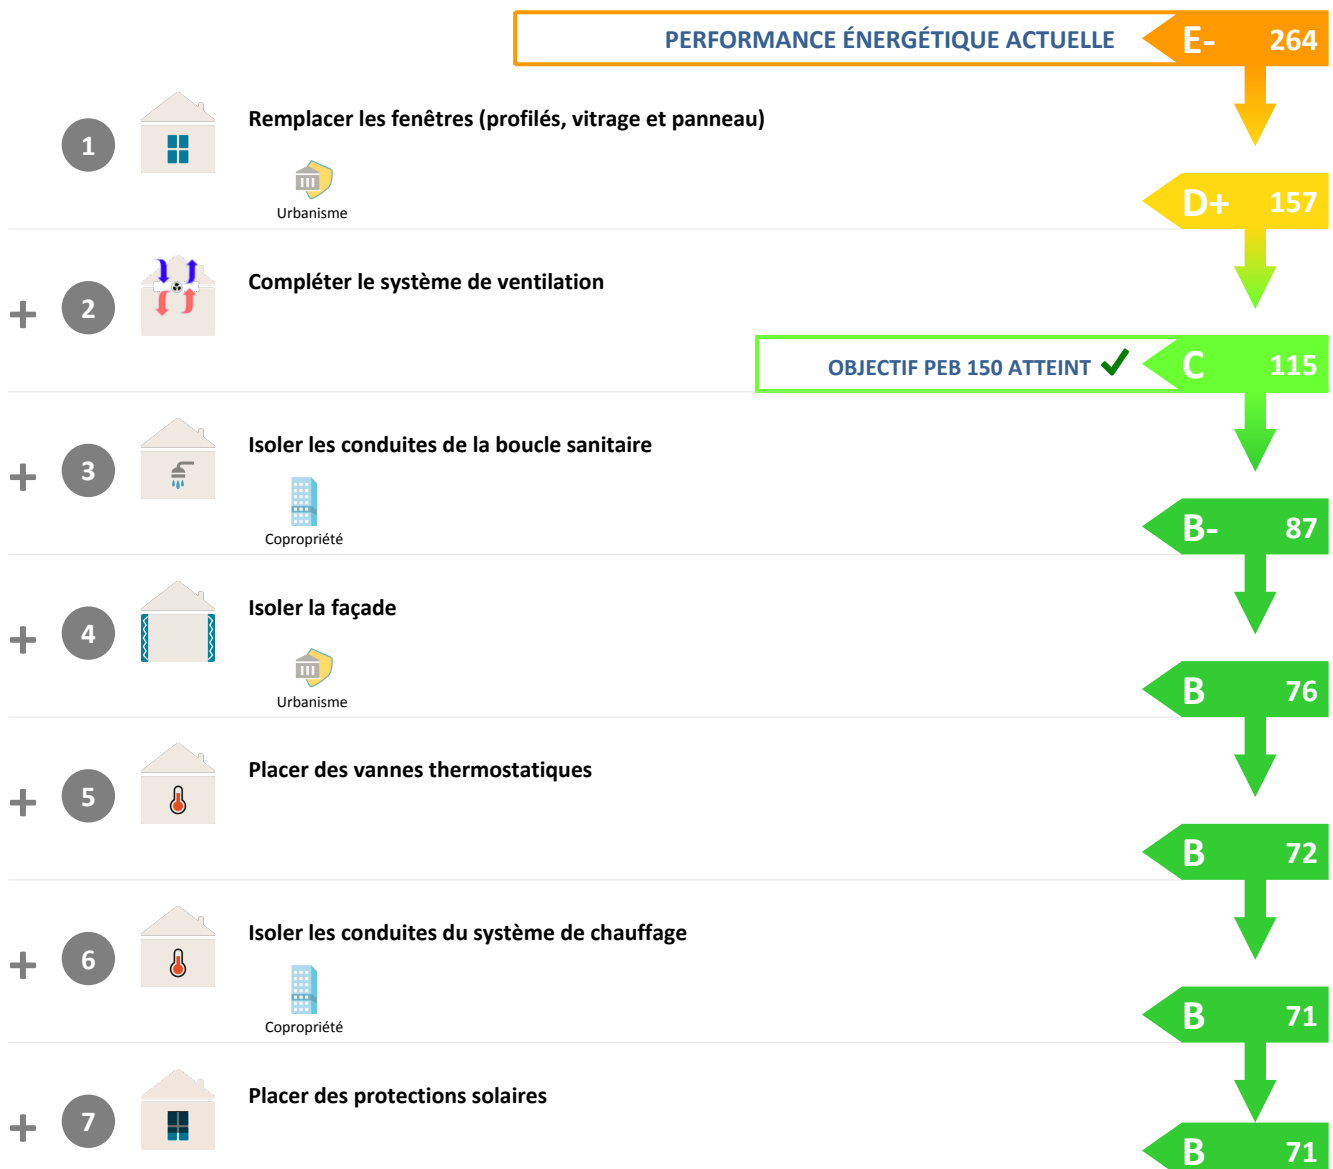 PERFORMANCE ÉNERGÉTIQUE ACTUELLE E- 264
1 Remplacer les fenêtres (profilés, vitrage et panneau)
Urbanisme
D+ 157
+ 2 Compléter le système de ventilation
OBJECTIF PEB 150 ATTEINT ✓ C 115
+ 3 Isoler les conduites de la boucle sanitaire
Copropriété
B- 87
+ 4 Isoler la façade
Urbanisme
B 76
+ 5 Placer des vannes thermostatiques
B 72
+ 6 Isoler les conduites du système de chauffage
Copropriété
B 71
+ 7 Placer des protections solaires
B 71